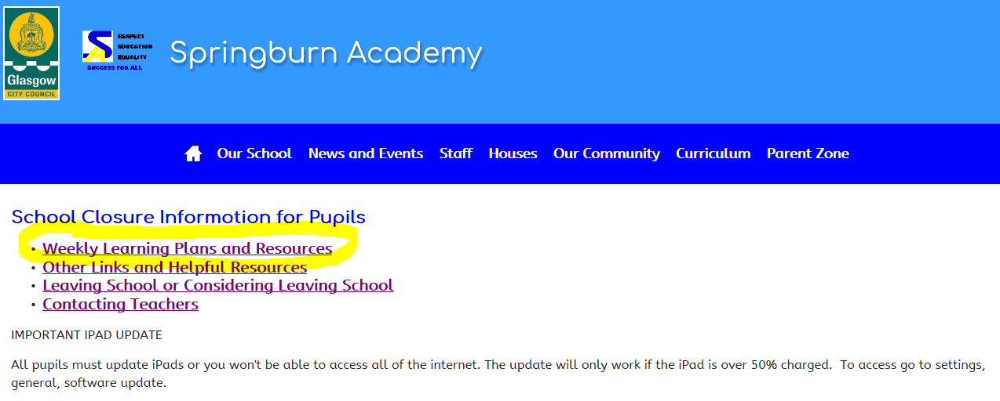 Glasgow
CITY COUNCIL
SA
RESPECT
EDUCATION
EQUALITY
SUCCESS FOR ALL
Springburn Academy
Our School News and Events Staff Houses Our Community Curriculum Parent Zone
School Closure Information for Pupils
• Weekly Learning Plans and Resources
• Other Links and Helpful Resources
• Leaving School or Considering Leaving School
• Contacting Teachers
IMPORTANT IPAD UPDATE
All pupils must update iPads or you won't be able to access all of the internet. The update will only work if the iPad is over 50% charged. To access go to settings,
general, software update.